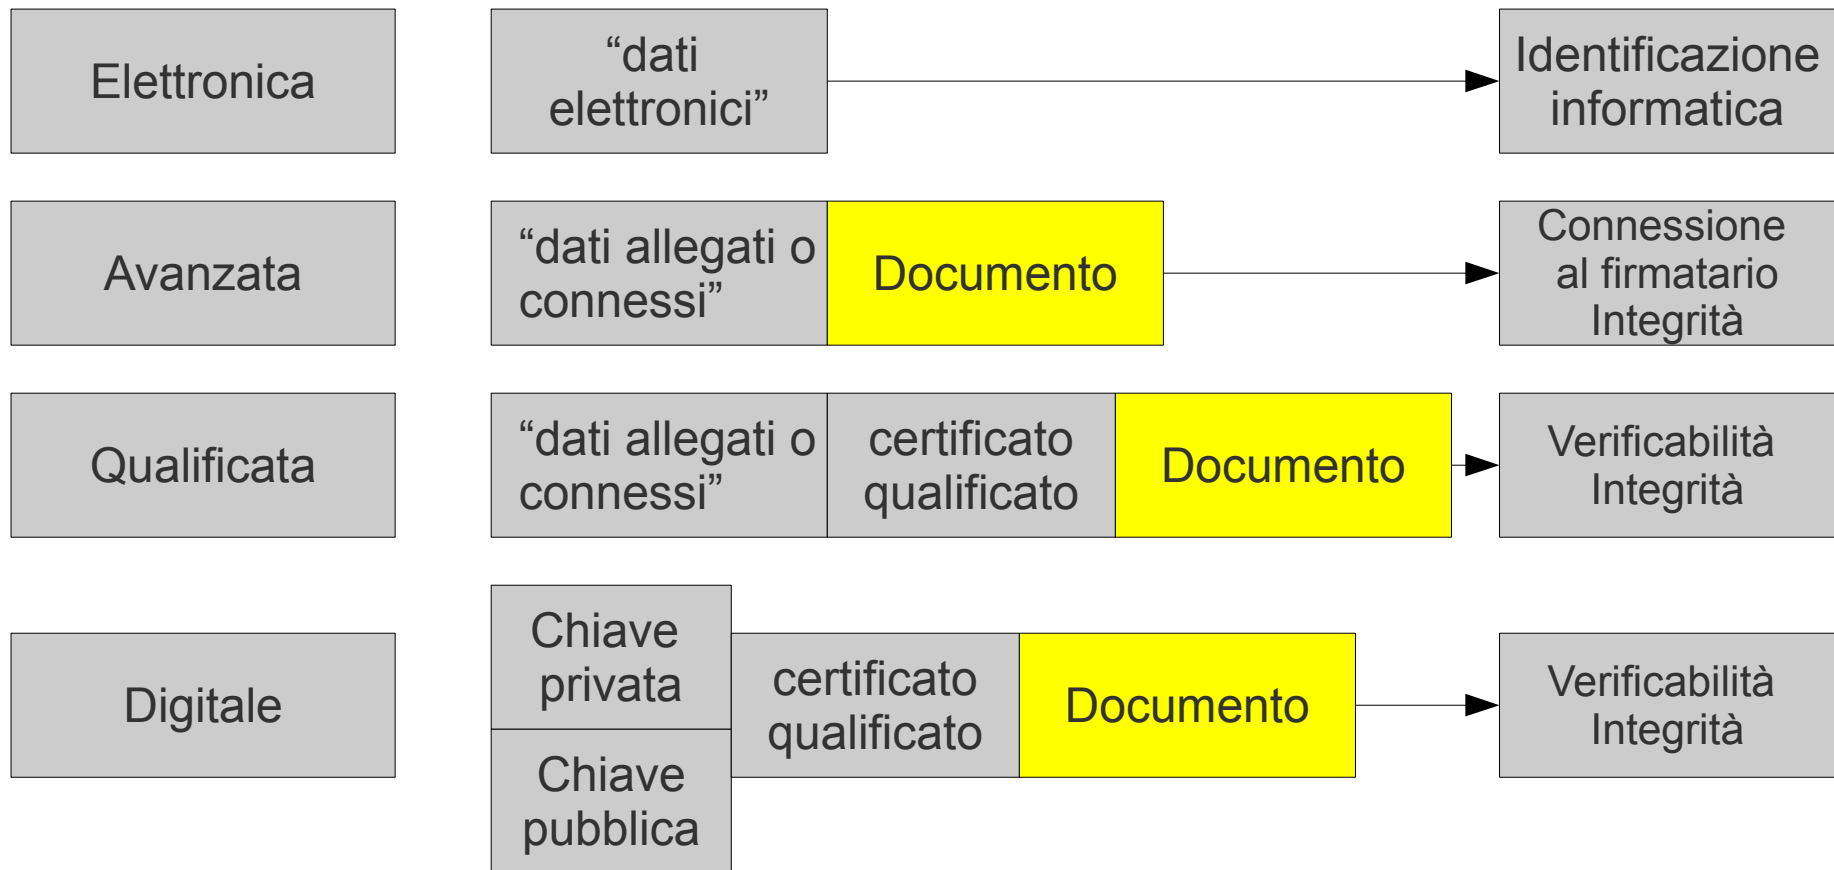 Elettronica
“dati
elettronici”
Identificazione
informatica
Avanzata
“dati allegati o
connessi”
Documento
Connessione
al firmatario
Integrità
Qualificata
“dati allegati o
connessi”
certificato
qualificato
Documento
Verificabilità
Integrità
Digitale
Chiave
privata
Chiave
pubblica
certificato
qualificato
Documento
Verificabilità
Integrità